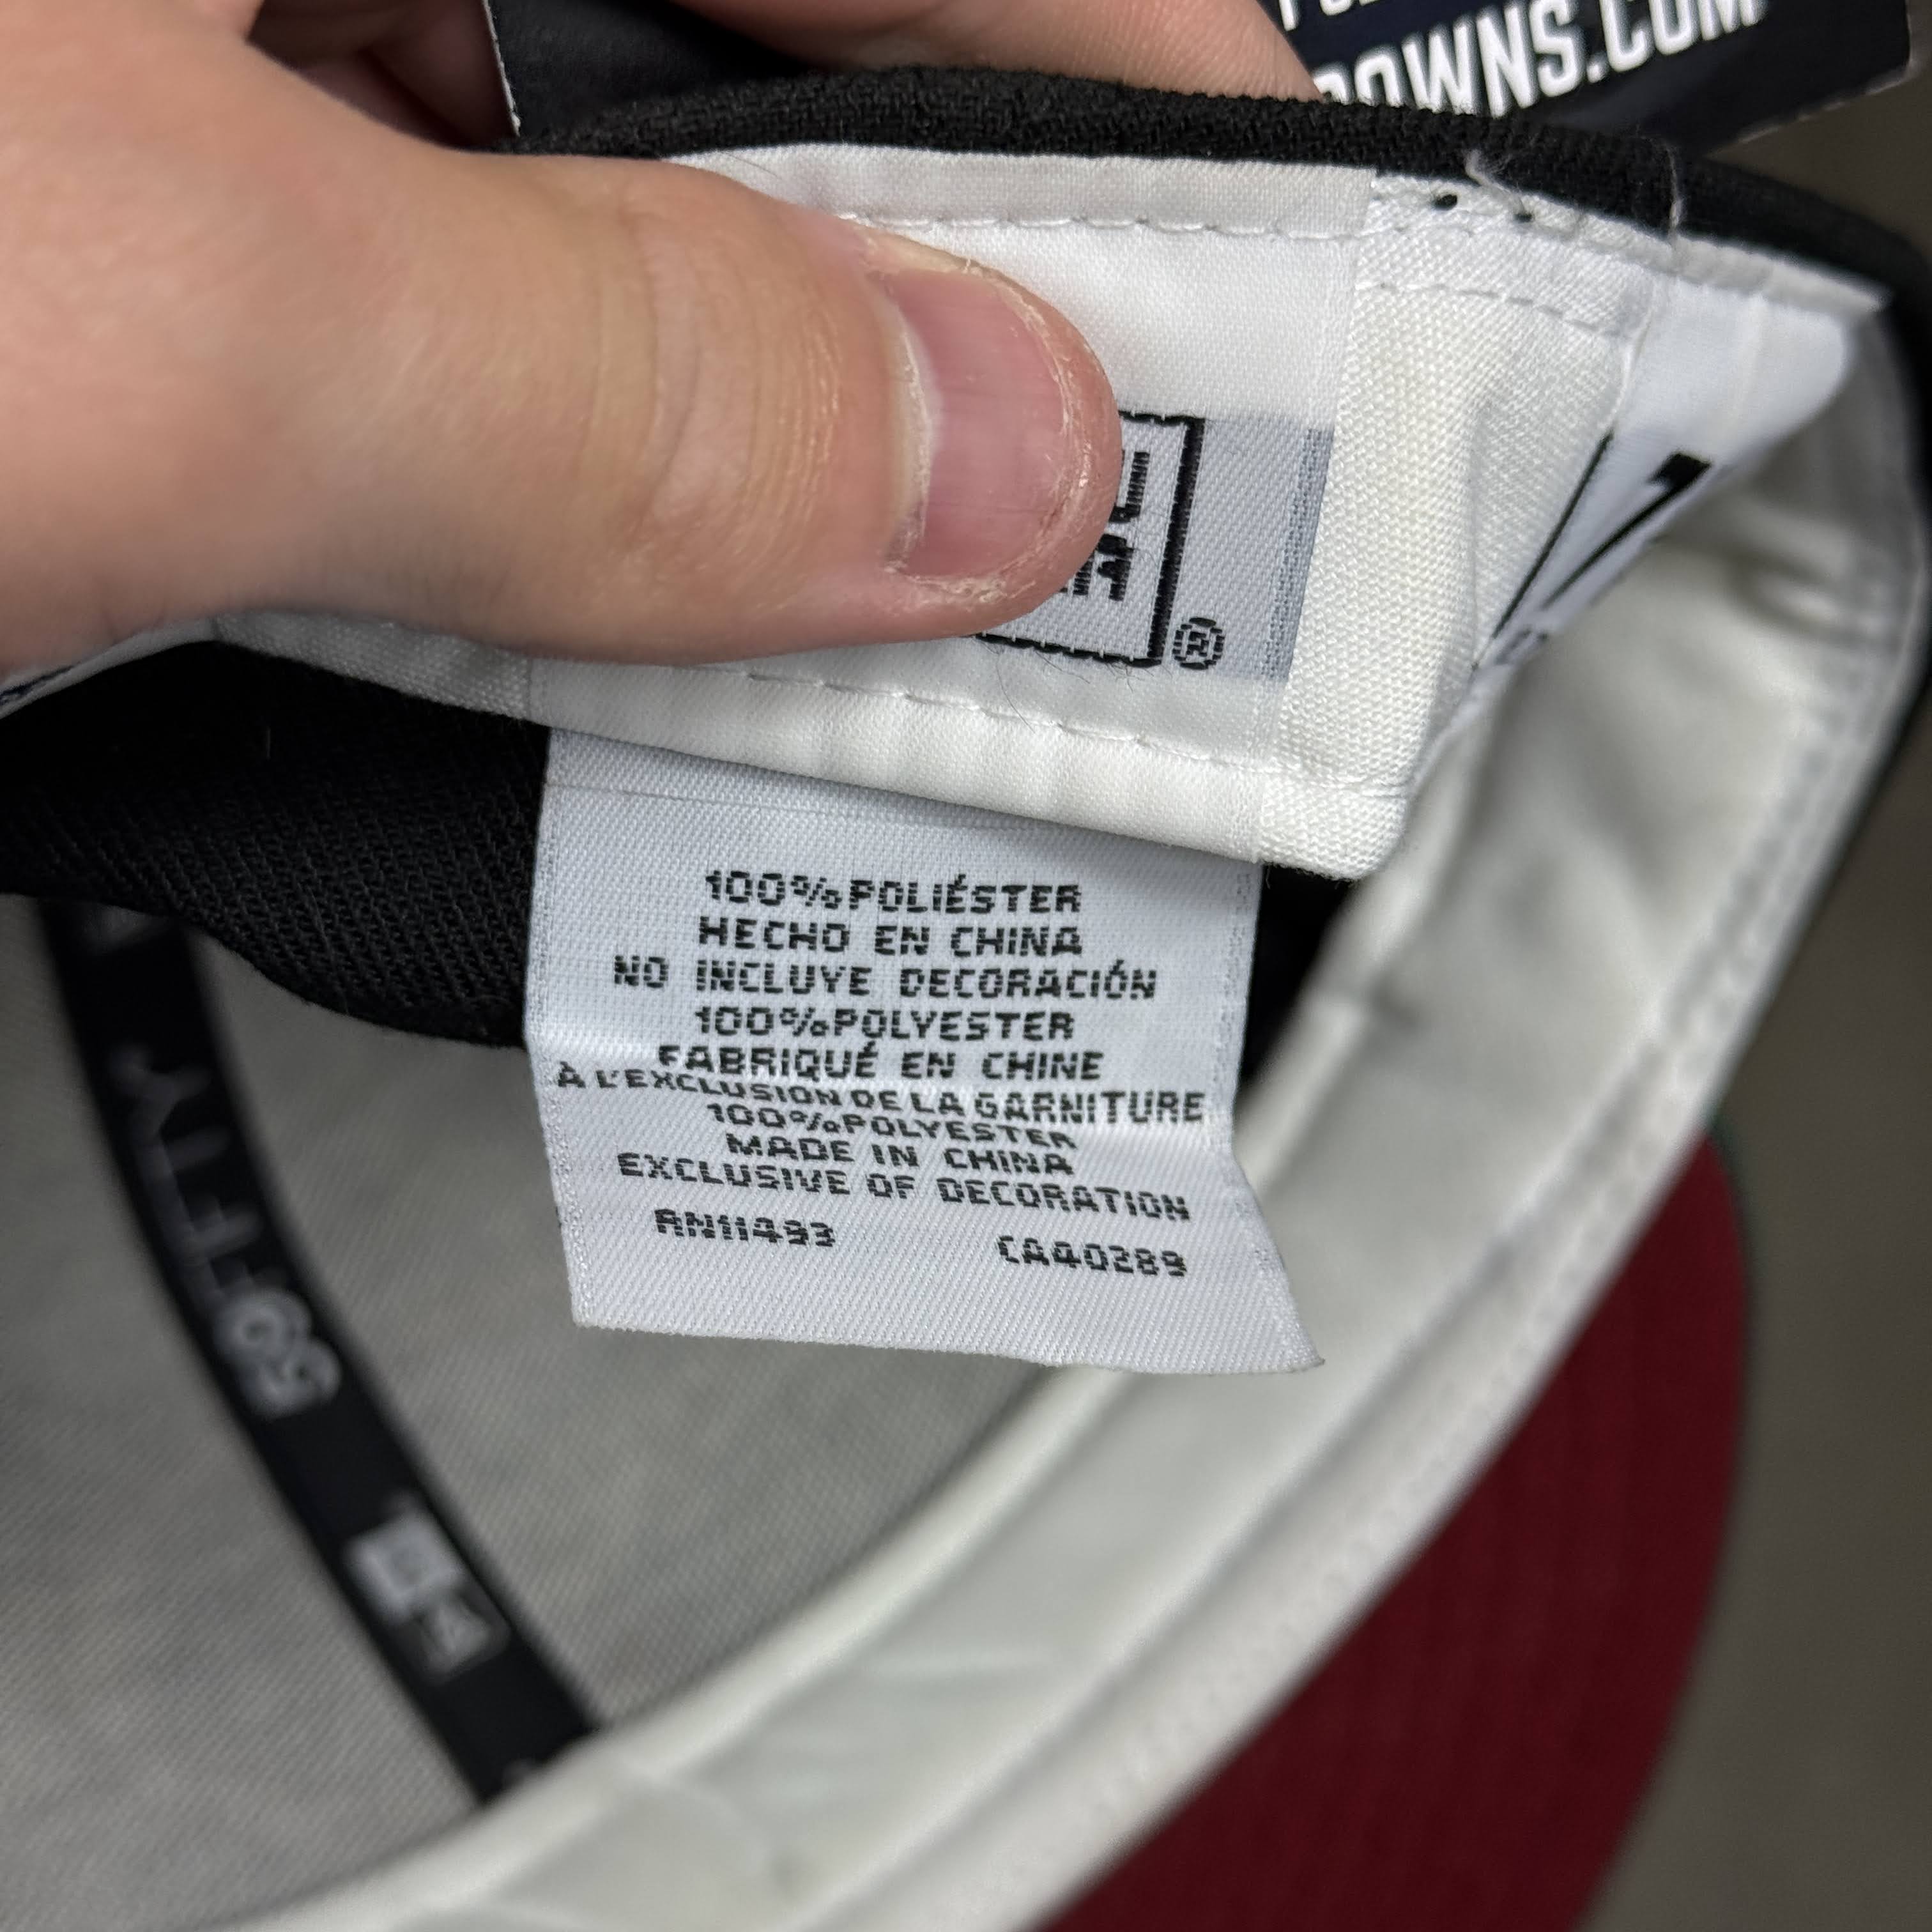 OWNS.COM
®
7
100% POLIÉSTER
HECHO EN CHINA
NO INCLUYE DECORACIÓN
100% POLYESTER
FABRIQUÉ EN CHINE
À L'EXCLUSION DE LA GARNITURE
100% POLYESTER
MADE IN CHINA
EXCLUSIVE OF DECORATION
RN11493 CA40289
59FIFTY